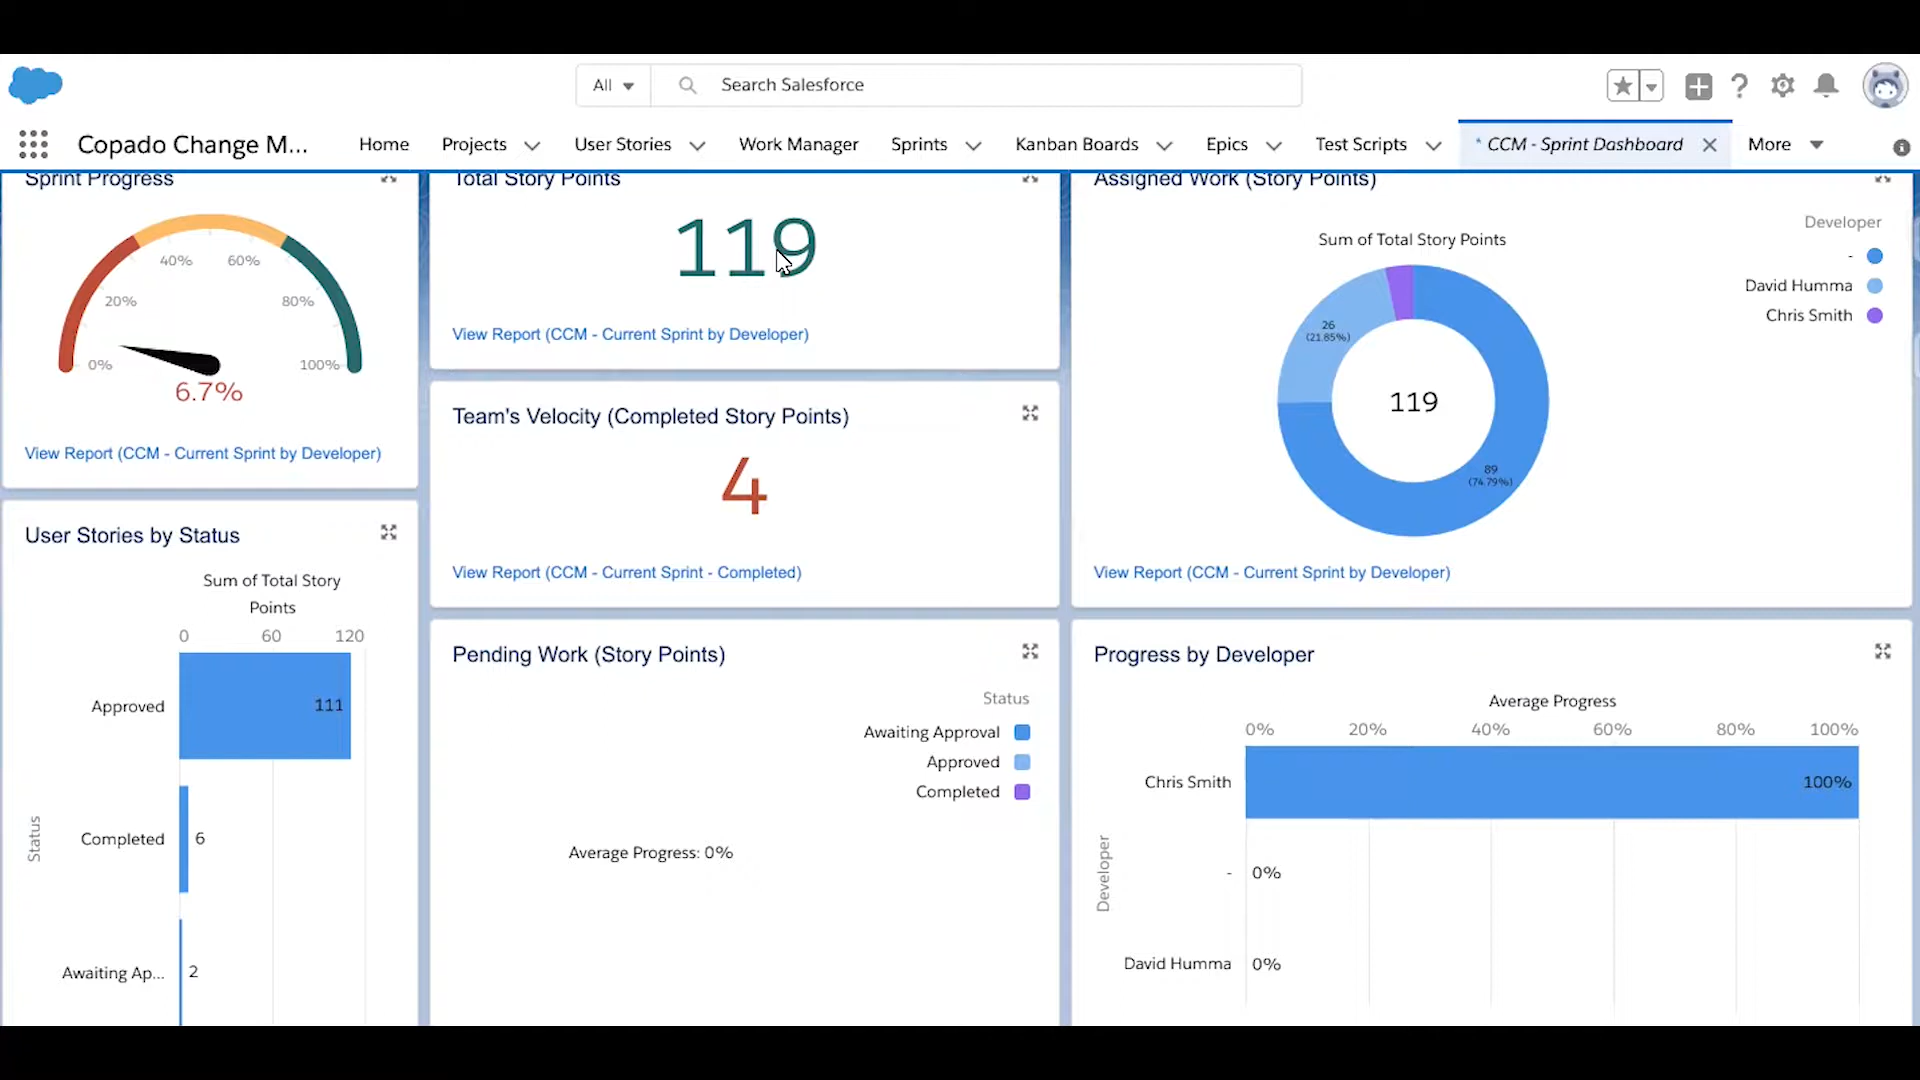 All
Search Salesforce
Copado Change M...
Home
Projects
User Stories
Work Manager
Sprints
Kanban Boards
Epics
Test Scripts
* CCM - Sprint Dashboard
More
Sprint Progress
0%
20%
40%
60%
80%
100%
6.7%
View Report (CCM - Current Sprint by Developer)
Total Story Points
119
View Report (CCM - Current Sprint by Developer)
Assigned Work (Story Points)
Sum of Total Story Points
Developer
-
David Humma
Chris Smith
26
(21.85%)
119
89
(74.79%)
View Report (CCM - Current Sprint by Developer)
Team's Velocity (Completed Story Points)
4
View Report (CCM - Current Sprint - Completed)
User Stories by Status
Sum of Total Story
Points
0 60 120
Status
Approved 111
Completed 6
Awaiting Ap... 2
Pending Work (Story Points)
Status
Awaiting Approval
Approved
Completed
Average Progress: 0%
Progress by Developer
Average Progress
0% 20% 40% 60% 80% 100%
Developer
Chris Smith 100%
- 0%
David Humma 0%